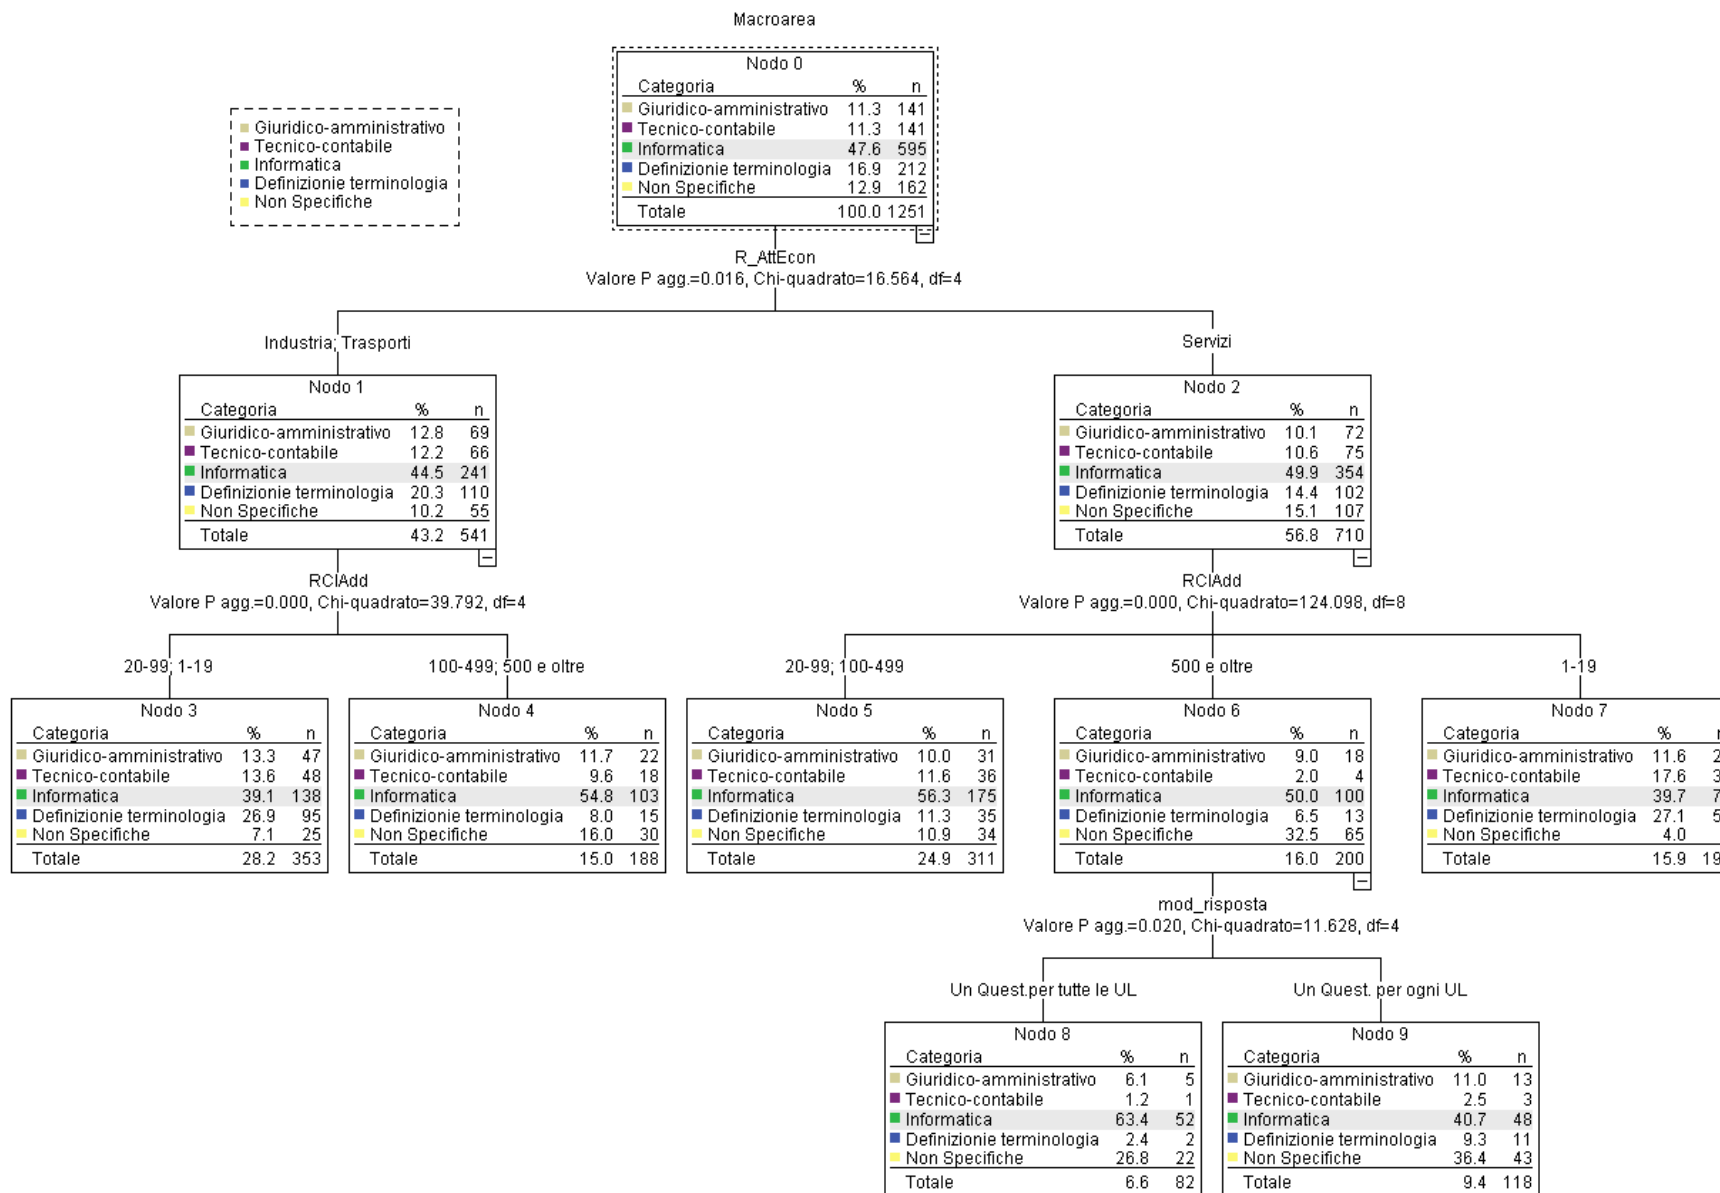 Macroarea
Nodo 0
Categoria % n
Giuridico-amministrativo 11.3 141
Tecnico-contabile 11.3 141
Informatica 47.6 595
Definizionie terminologia 16.9 212
Non Specifiche 12.9 162
Totale 100.0 1251
Giuridico-amministrativo
Tecnico-contabile
Informatica
Definizionie terminologia
Non Specifiche
R_AttEcon
Valore P agg.=0.016, Chi-quadrato=16.564, df=4
Industria; Trasporti
Servizi
Nodo 1
Categoria % n
Giuridico-amministrativo 12.8 69
Tecnico-contabile 12.2 66
Informatica 44.5 241
Definizionie terminologia 20.3 110
Non Specifiche 10.2 55
Totale 43.2 541
Nodo 2
Categoria % n
Giuridico-amministrativo 10.1 72
Tecnico-contabile 10.6 75
Informatica 49.9 354
Definizionie terminologia 14.4 102
Non Specifiche 15.1 107
Totale 56.8 710
RCIAdd
Valore P agg.=0.000, Chi-quadrato=39.792, df=4
RCIAdd
Valore P agg.=0.000, Chi-quadrato=124.098, df=8
20-99; 1-19
100-499; 500 e oltre
20-99; 100-499
500 e oltre
1-19
Nodo 3
Categoria % n
Giuridico-amministrativo 13.3 47
Tecnico-contabile 13.6 48
Informatica 39.1 138
Definizionie terminologia 26.9 95
Non Specifiche 7.1 25
Totale 28.2 353
Nodo 4
Categoria % n
Giuridico-amministrativo 11.7 22
Tecnico-contabile 9.6 18
Informatica 54.8 103
Definizionie terminologia 8.0 15
Non Specifiche 16.0 30
Totale 15.0 188
Nodo 5
Categoria % n
Giuridico-amministrativo 10.0 31
Tecnico-contabile 11.6 36
Informatica 56.3 175
Definizionie terminologia 11.3 35
Non Specifiche 10.9 34
Totale 24.9 311
Nodo 6
Categoria % n
Giuridico-amministrativo 9.0 18
Tecnico-contabile 2.0 4
Informatica 50.0 100
Definizionie terminologia 6.5 13
Non Specifiche 32.5 65
Totale 16.0 200
Nodo 7
Categoria %
Giuridico-amministrativo 11.6
Tecnico-contabile 17.6
Informatica 39.7
Definizionie terminologia 27.1
Non Specifiche 4.0
Totale 15.9
mod_risposta
Valore P agg.=0.020, Chi-quadrato=11.628, df=4
Un Quest.per tutte le UL
Un Quest. per ogni UL
Nodo 8
Categoria % n
Giuridico-amministrativo 6.1 5
Tecnico-contabile 1.2 1
Informatica 63.4 52
Definizionie terminologia 2.4 2
Non Specifiche 26.8 22
Totale 6.6 82
Nodo 9
Categoria % n
Giuridico-amministrativo 11.0 13
Tecnico-contabile 2.5 3
Informatica 40.7 48
Definizionie terminologia 9.3 11
Non Specifiche 36.4 43
Totale 9.4 118